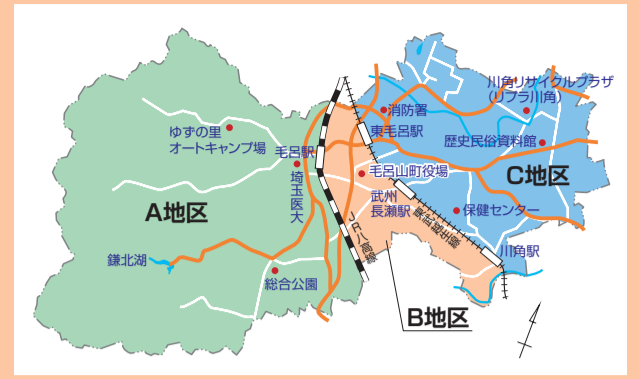 川角リサイクルプラザ
(リプラ川角)
消防署
東毛呂駅
歴史民俗資料館
ゆずの里
オートキャンプ場
毛呂駅
埼玉医大
毛呂山町役場
C地区
A地区
武州
長瀬駅
保健センター
JR八高線
東武越生線
川角駅
鎌北湖
総合公園
B地区